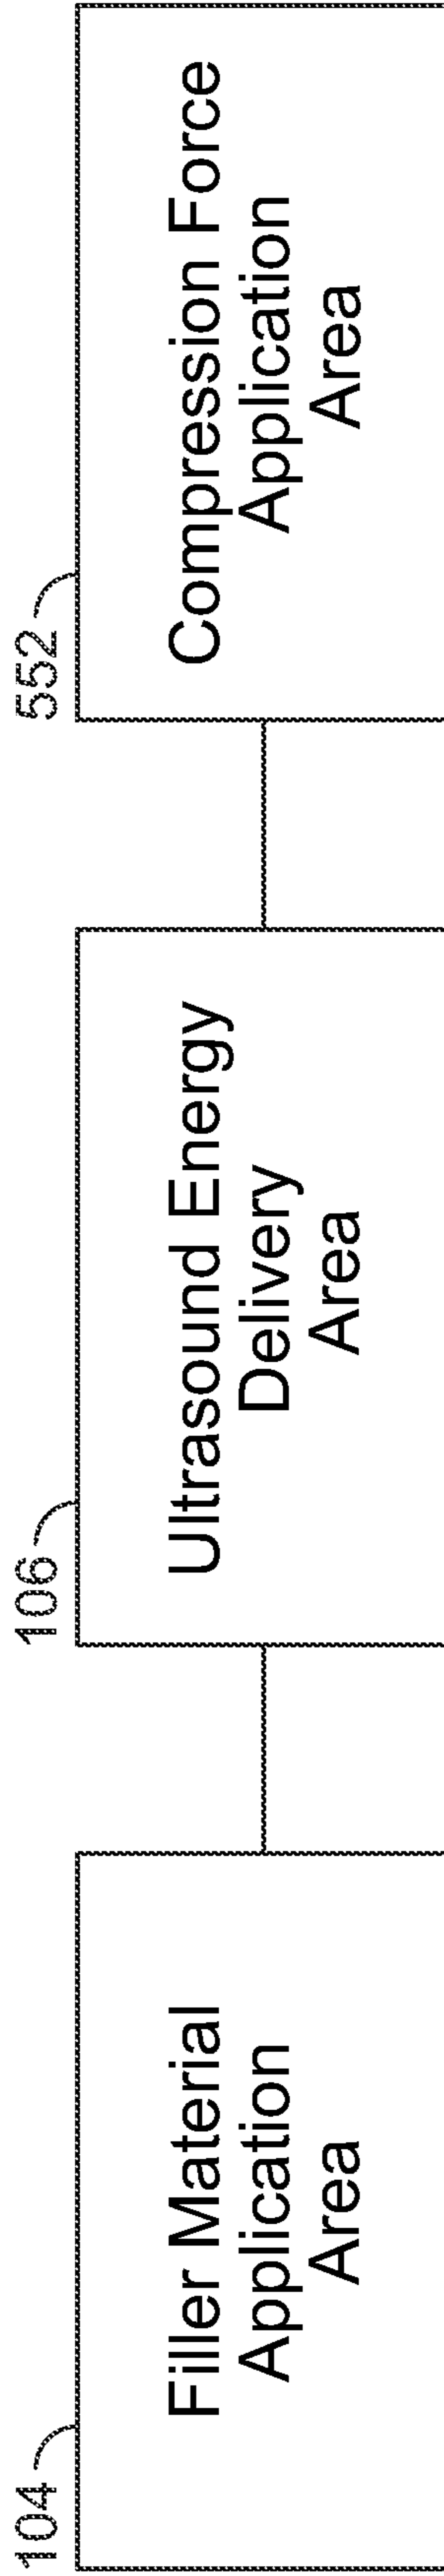 104
Filler Material
Application
Area
106
Ultrasound Energy
Delivery
Area
552
Compression Force
Application
Area